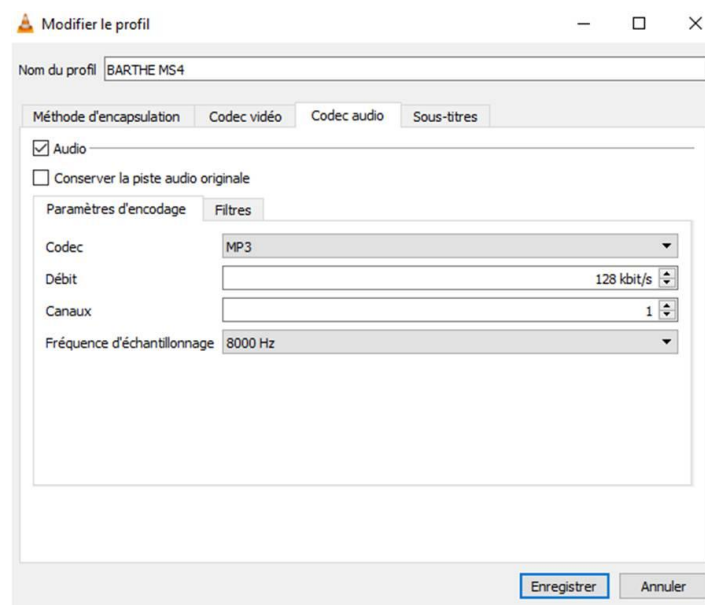 Modifier le profil
Nom du profil BARTHE MS4
Méthode d'encapsulation Codec vidéo Codec audio Sous-titres
Audio
Conserver la piste audio originale
Paramètres d'encodage Filtres
Codec MP3
Débit 128 kbit/s
Canaux 1
Fréquence d'échantillonnage 8000 Hz
Enregistrer Annuler